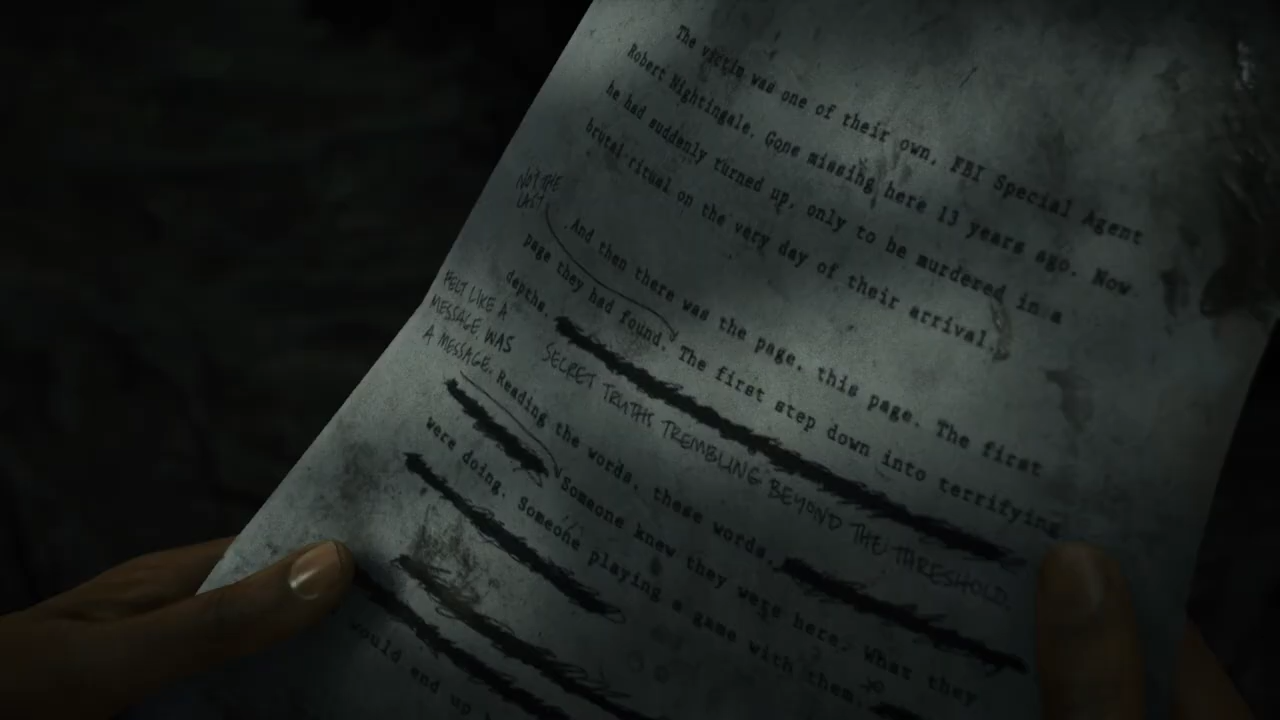 The victim was one of their own, FBI Special Agent
Robert Nightingale. Gone missing here 13 years ago. Now
he had suddenly turned up, only to be murdered in a
brutal ritual on the very day of their arrival.
NOT THE
LAST
And then there was the page, this page. The first
page they had found. The first step down into terrifying
depths.
SECRET TRUTHS TREMBLING BEYOND THE THRESHOLD.
FELT LIKE A
MESSAGE. WAS
A MESSAGE.
Reading the words, these words,
Someone knew they were here. What they
were doing. Someone playing a game with them.
would end up